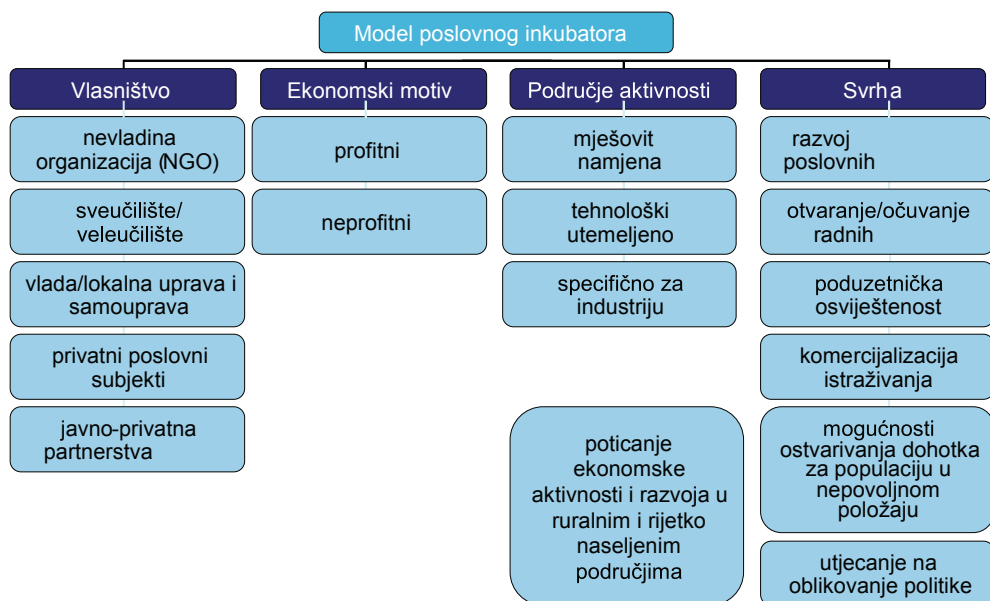 Model poslovnog inkubatora
Vlasništvo
nevladina
organizacija (NGO)
sveučilište/
veleučilište
vlada/lokalna uprava i
samouprava
privatni poslovni
subjekti
javno-privatna
partnerstva
Ekonomski motiv
profitni
neprofitni
Područje aktivnosti
mješovit
namjena
tehnološki
utemeljeno
specifično za
industriju
poticanje
ekonomske
aktivnosti i razvoja u
ruralnim i rijetko
naseljenim
područjima
Svrha
razvoj
poslovnih
otvaranje/očuvanje
radnih
poduzetnička
osviještenost
komercijalizacija
istraživanja
mogućnosti
ostvarivanja dohotka
za populaciju u
nepovoljnom
položaju
utjecanje na
oblikovanje politike